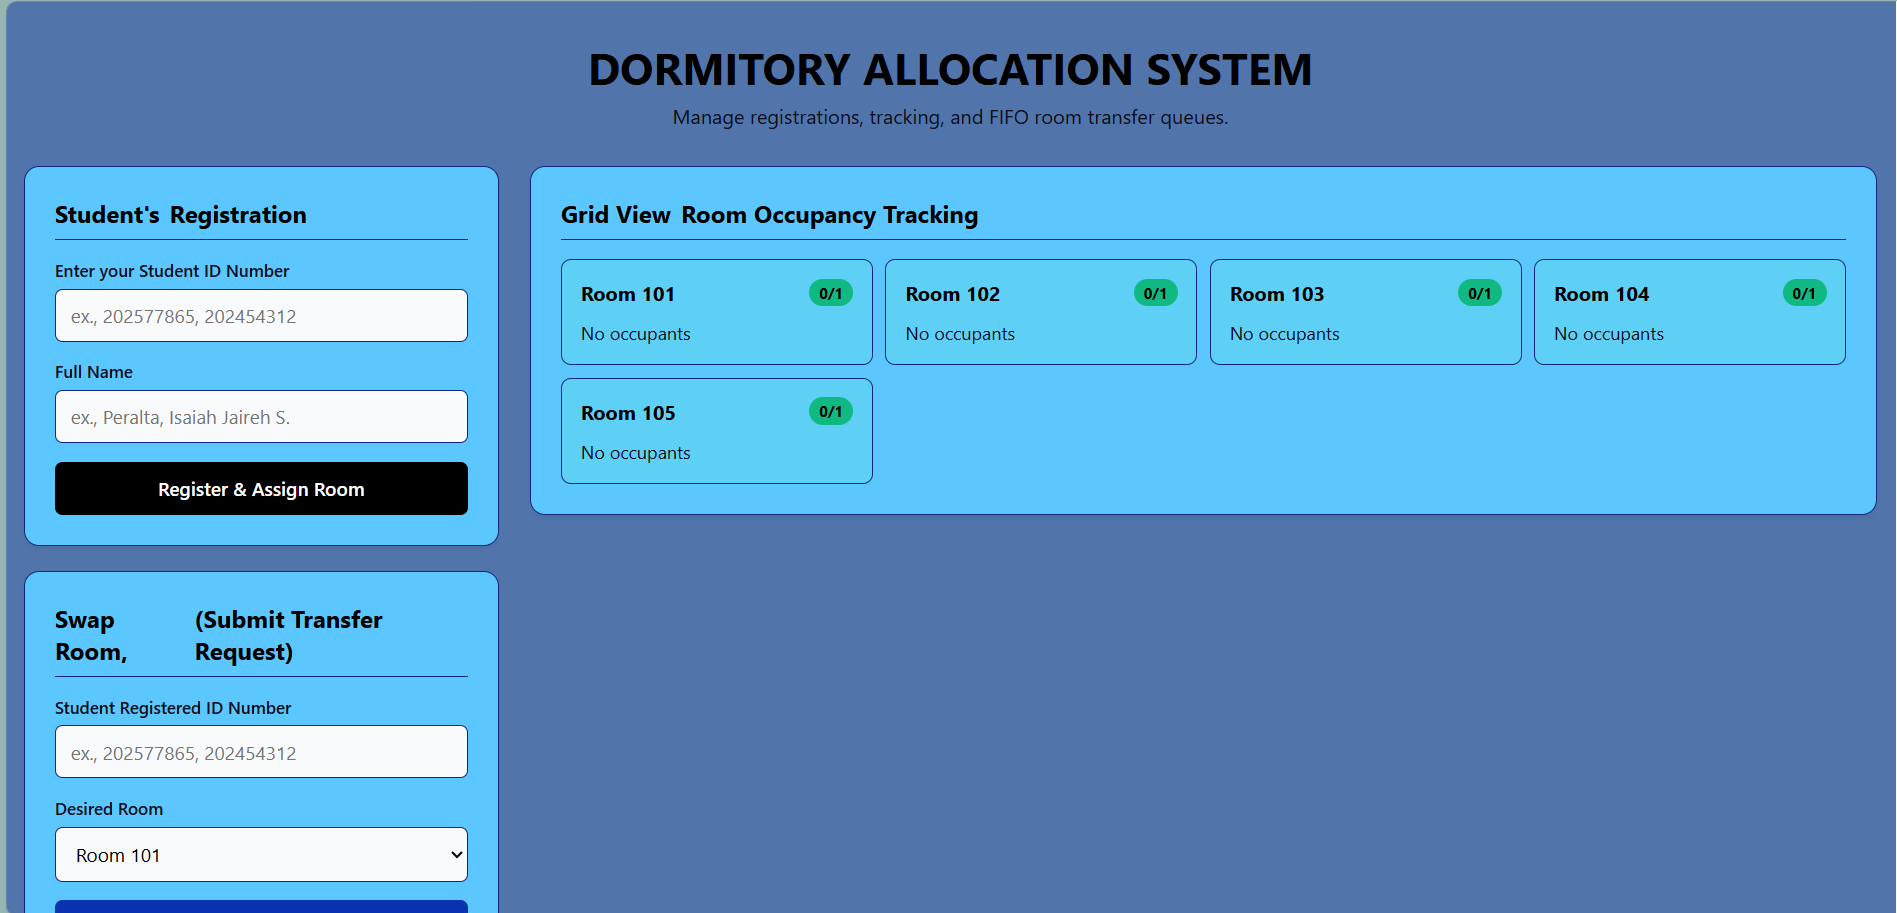 DORMITORY ALLOCATION SYSTEM
Manage registrations, tracking, and FIFO room transfer queues.
Student's Registration
Enter your Student ID Number
ex., 202577865, 202454312
Full Name
ex., Peralta, Isaiah Jaireh S.
Register & Assign Room
Swap
Room,
(Submit Transfer
Request)
Student Registered ID Number
ex., 202577865, 202454312
Desired Room
Room 101
Grid View Room Occupancy Tracking
Room 101
0/1
No occupants
Room 102
0/1
No occupants
Room 103
0/1
No occupants
Room 104
0/1
No occupants
Room 105
0/1
No occupants